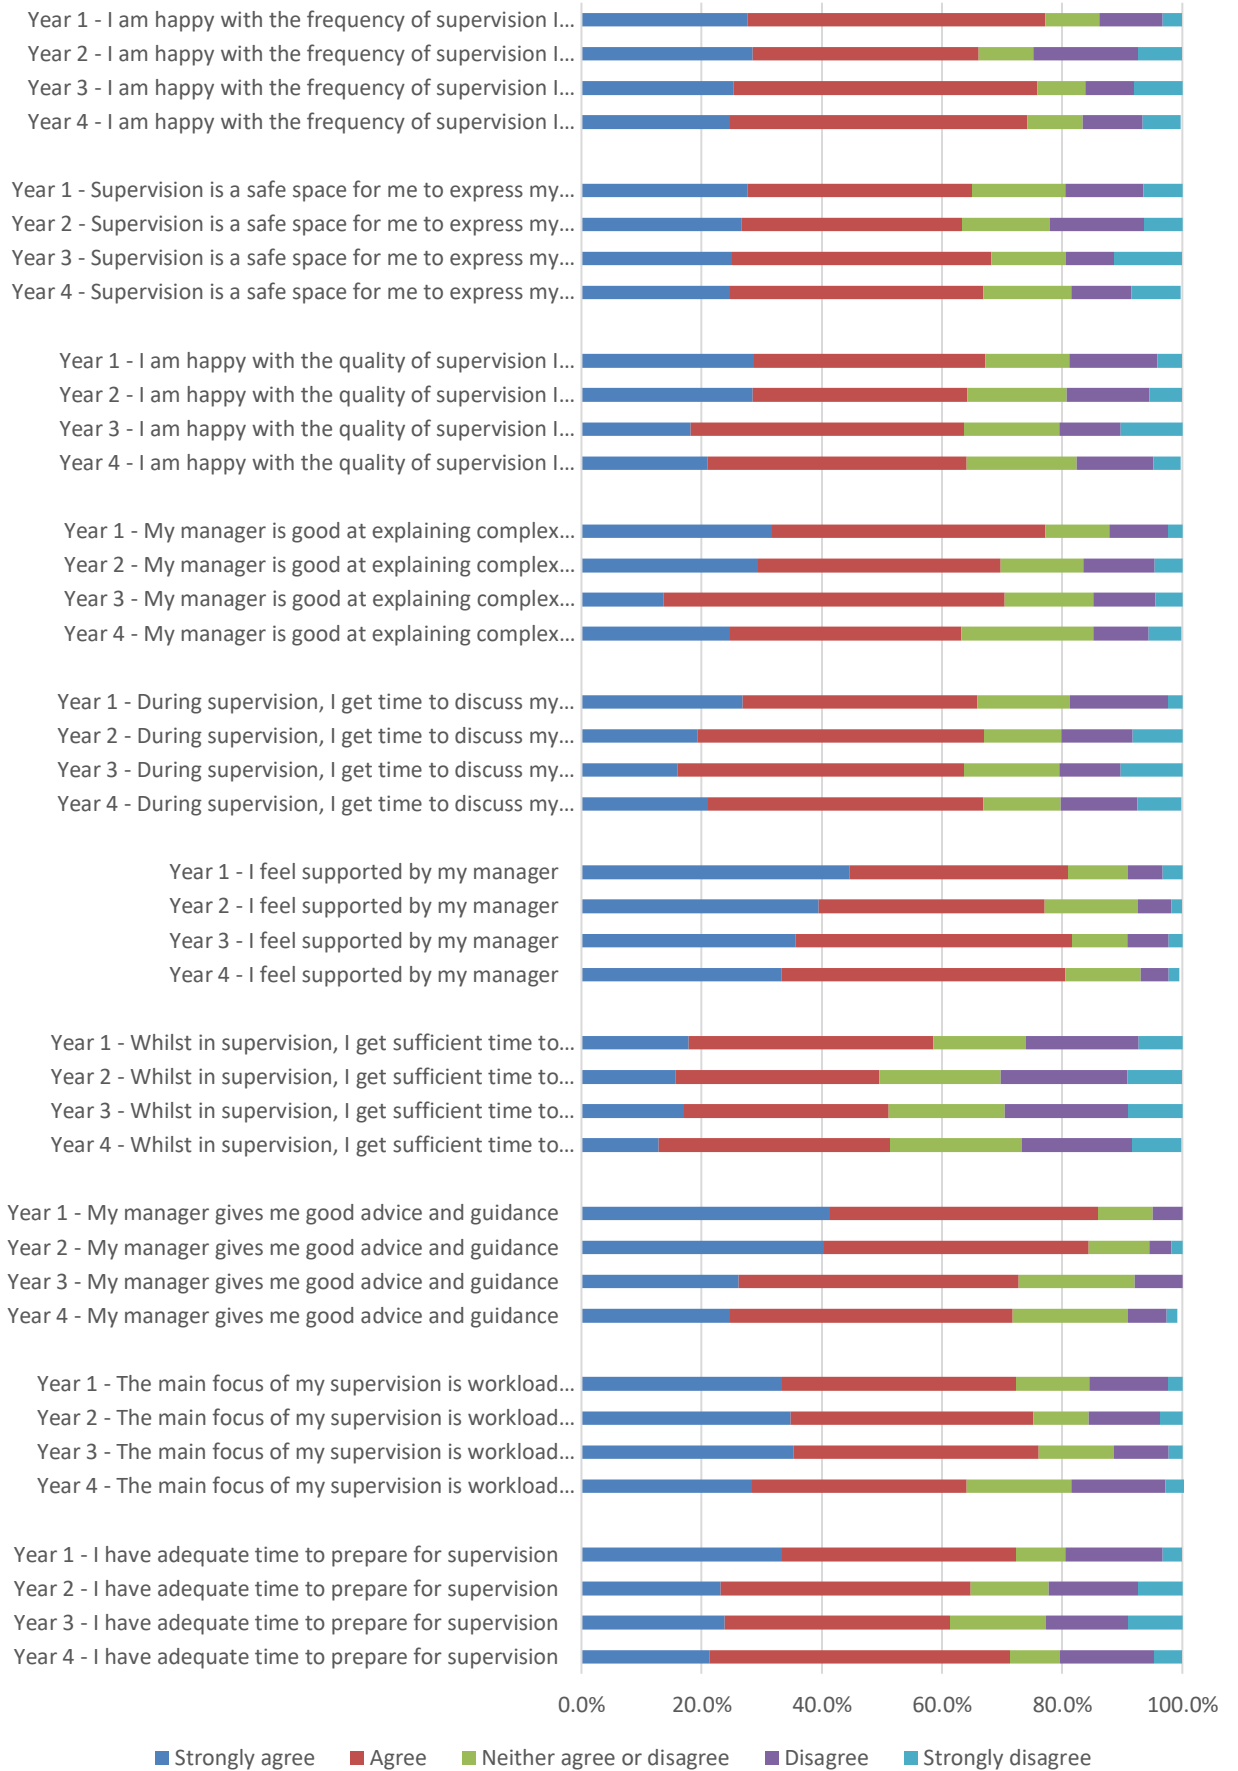 Year 1 - I am happy with the frequency of supervision I...
Year 2 - I am happy with the frequency of supervision I...
Year 3 - I am happy with the frequency of supervision I...
Year 4 - I am happy with the frequency of supervision I...
Year 1 - Supervision is a safe space for me to express my...
Year 2 - Supervision is a safe space for me to express my...
Year 3 - Supervision is a safe space for me to express my...
Year 4 - Supervision is a safe space for me to express my...
Year 1 - I am happy with the quality of supervision I...
Year 2 - I am happy with the quality of supervision I...
Year 3 - I am happy with the quality of supervision I...
Year 4 - I am happy with the quality of supervision I...
Year 1 - My manager is good at explaining complex...
Year 2 - My manager is good at explaining complex...
Year 3 - My manager is good at explaining complex...
Year 4 - My manager is good at explaining complex...
Year 1 - During supervision, I get time to discuss my...
Year 2 - During supervision, I get time to discuss my...
Year 3 - During supervision, I get time to discuss my...
Year 4 - During supervision, I get time to discuss my...
Year 1 - I feel supported by my manager
Year 2 - I feel supported by my manager
Year 3 - I feel supported by my manager
Year 4 - I feel supported by my manager
Year 1 - Whilst in supervision, I get sufficient time to...
Year 2 - Whilst in supervision, I get sufficient time to...
Year 3 - Whilst in supervision, I get sufficient time to...
Year 4 - Whilst in supervision, I get sufficient time to...
Year 1 - My manager gives me good advice and guidance
Year 2 - My manager gives me good advice and guidance
Year 3 - My manager gives me good advice and guidance
Year 4 - My manager gives me good advice and guidance
Year 1 - The main focus of my supervision is workload...
Year 2 - The main focus of my supervision is workload...
Year 3 - The main focus of my supervision is workload...
Year 4 - The main focus of my supervision is workload...
Year 1 - I have adequate time to prepare for supervision
Year 2 - I have adequate time to prepare for supervision
Year 3 - I have adequate time to prepare for supervision
Year 4 - I have adequate time to prepare for supervision
0.0% 20.0% 40.0% 60.0% 80.0% 100.0%
Strongly agree Agree Neither agree or disagree Disagree Strongly disagree